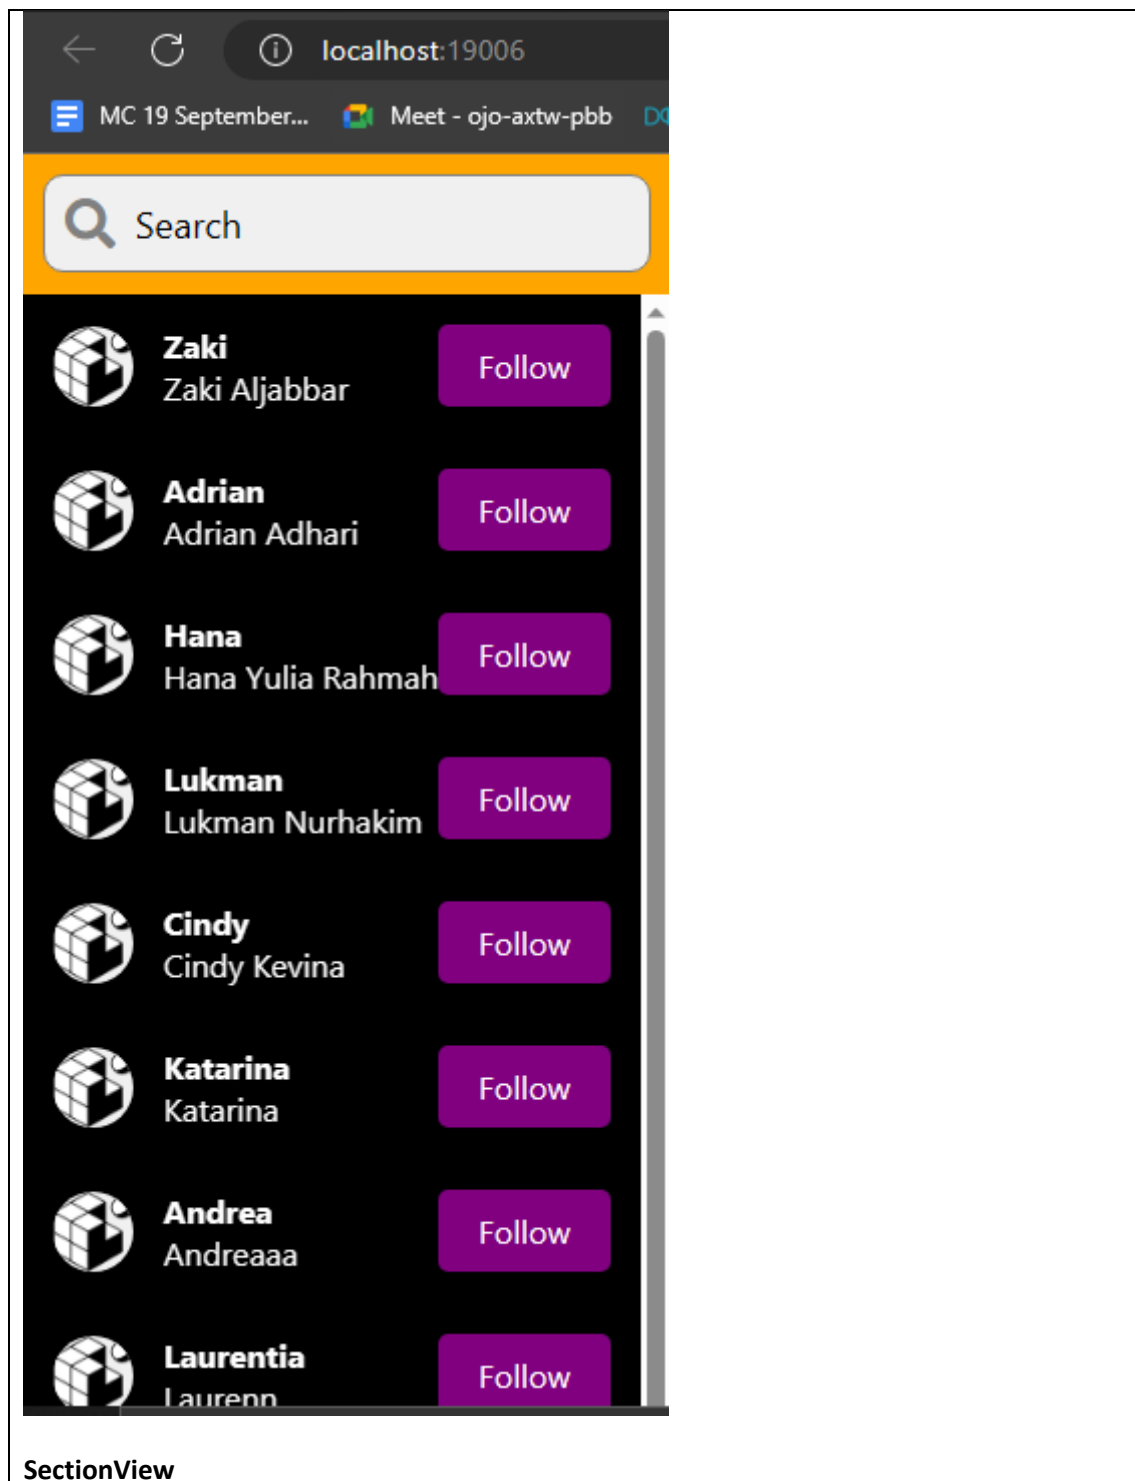 localhost:19006
MC 19 September... Meet - ojo-axtw-pbb
Search
Zaki
Zaki Aljabbar
Follow
Adrian
Adrian Adhari
Follow
Hana
Hana Yulia Rahmah
Follow
Lukman
Lukman Nurhakim
Follow
Cindy
Cindy Kevina
Follow
Katarina
Katarina
Follow
Andrea
Andreaaa
Follow
Laurentia
Laurenn
Follow
SectionView